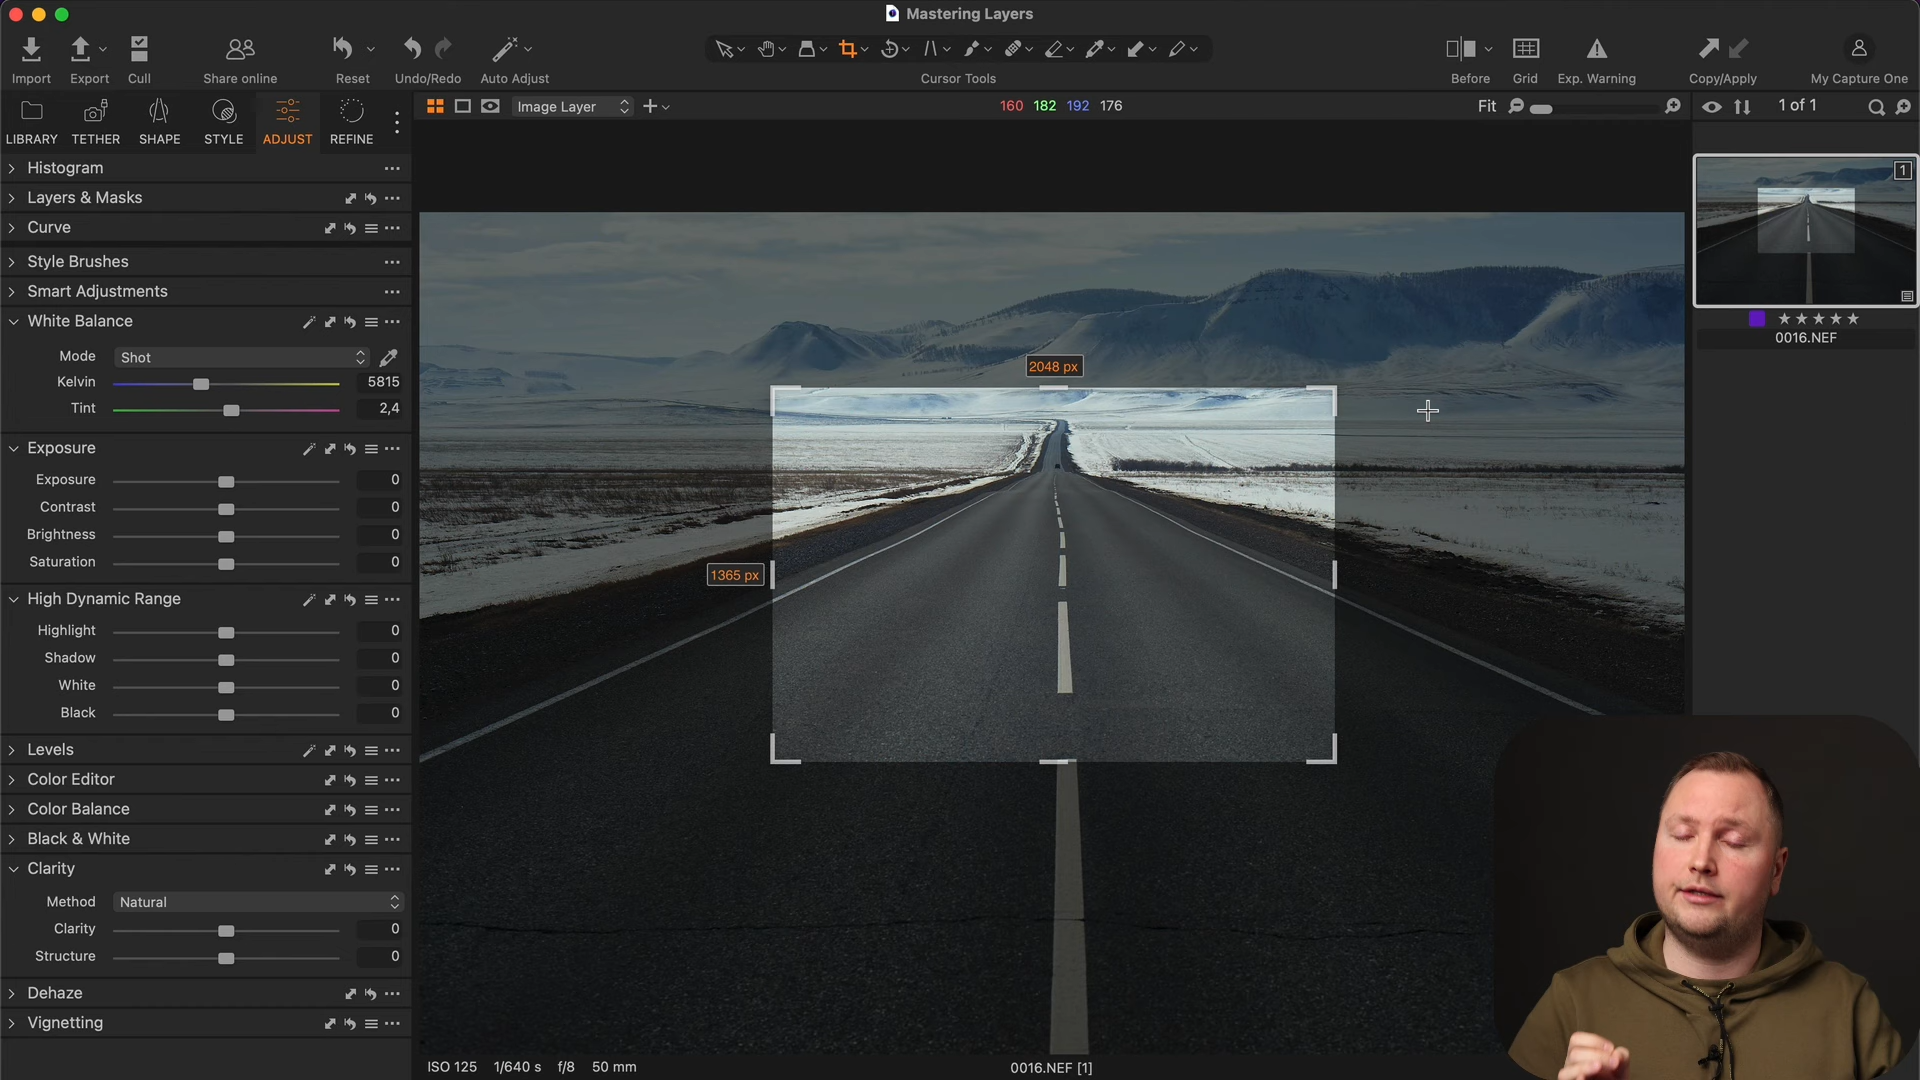 Mastering Layers
Import
Export
Cull
Share online
Reset
Undo/Redo
Auto Adjust
Cursor Tools
Before
Grid
Exp. Warning
Copy/Apply
My Capture One
LIBRARY
TETHER
SHAPE
STYLE
ADJUST
REFINE
Image Layer
160 182 192 176
Fit
1 of 1
Histogram
Layers & Masks
Curve
Style Brushes
Smart Adjustments
White Balance
Mode Shot
Kelvin 5815
Tint 2,4
Exposure
Exposure 0
Contrast 0
Brightness 0
Saturation 0
High Dynamic Range
Highlight 0
Shadow 0
White 0
Black 0
Levels
Color Editor
Color Balance
Black & White
Clarity
Method Natural
Clarity 0
Structure 0
Dehaze
Vignetting
2048 px
1365 px
1
0016.NEF
ISO 125 1/640 s f/8 50 mm
0016.NEF [1]